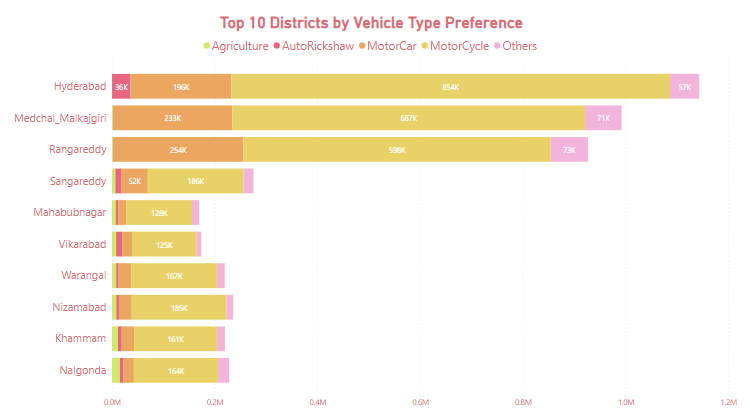 Top 10 Districts by Vehicle Type Preference
Agriculture AutoRickshaw MotorCar MotorCycle Others
Hyderabad 36K 196K 854K 57K
Medchal_Malkajgiri 233K 687K 71K
Rangareddy 254K 598K 73K
Sangareddy 52K 186K
Mahabubnagar 128K
Vikarabad 125K
Warangal 167K
Nizamabad 185K
Khammam 161K
Nalgonda 164K
0.0M 0.2M 0.4M 0.6M 0.8M 1.0M 1.2M